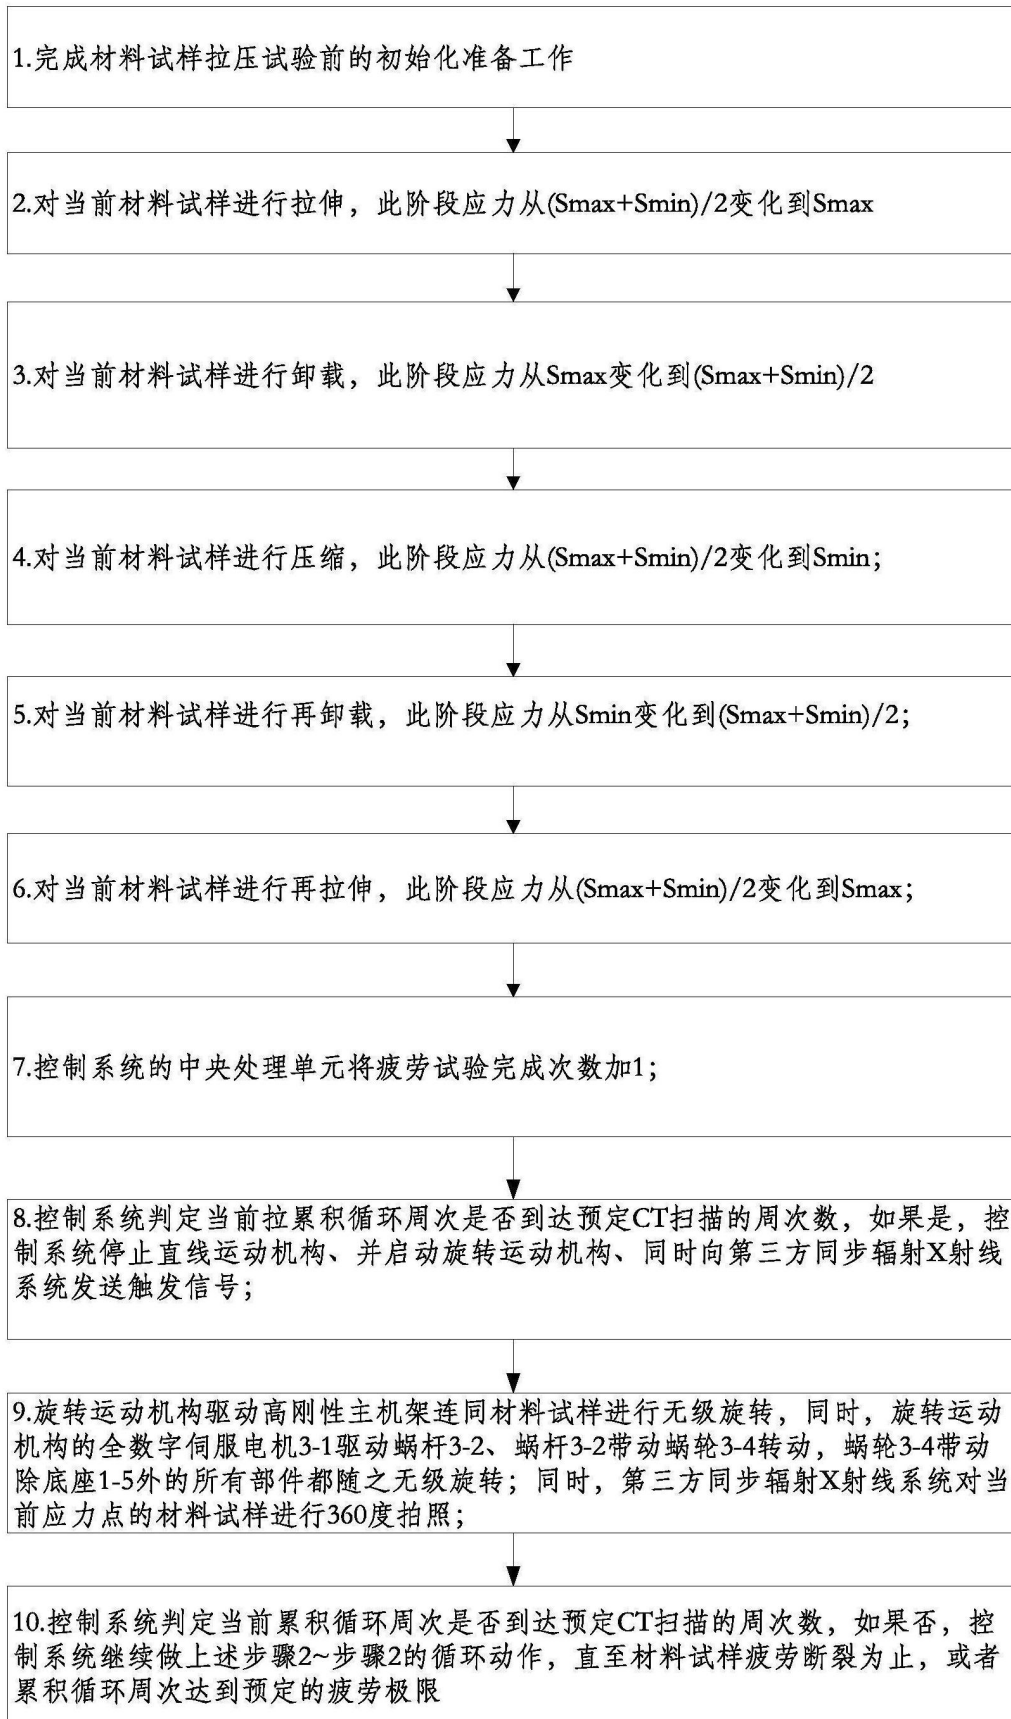 1.完成材料试样拉压试验前的初始化准备工作
2.对当前材料试样进行拉伸，此阶段应力从(Smax+Smin)/2变化到Smax
3.对当前材料试样进行卸载，此阶段应力从Smax变化到(Smax+Smin)/2
4.对当前材料试样进行压缩，此阶段应力从(Smax+Smin)/2变化到Smin；
5.对当前材料试样进行再卸载，此阶段应力从Smin变化到(Smax+Smin)/2；
6.对当前材料试样进行再拉伸，此阶段应力从(Smax+Smin)/2变化到Smax；
7.控制系统的中央处理单元将疲劳试验完成次数加1；
8.控制系统判定当前拉累积循环周次是否到达预定CT扫描的周次数，如果是，控
制系统停止直线运动机构、并启动旋转运动机构、同时向第三方同步辐射X射线
系统发送触发信号；
9.旋转运动机构驱动高刚性主机架连同材料试样进行无级旋转，同时，旋转运动
机构的全数字伺服电机3-1驱动蜗杆3-2、蜗杆3-2带动蜗轮3-4转动，蜗轮3-4带动
除底座1-5外的所有部件都随之无级旋转；同时，第三方同步辐射X射线系统对当
前应力点的材料试样进行360度拍照；
10.控制系统判定当前累积循环周次是否到达预定CT扫描的周次数，如果否，控
制系统继续做上述步骤2~步骤2的循环动作，直至材料试样疲劳断裂为止，或者
累积循环周次达到预定的疲劳极限